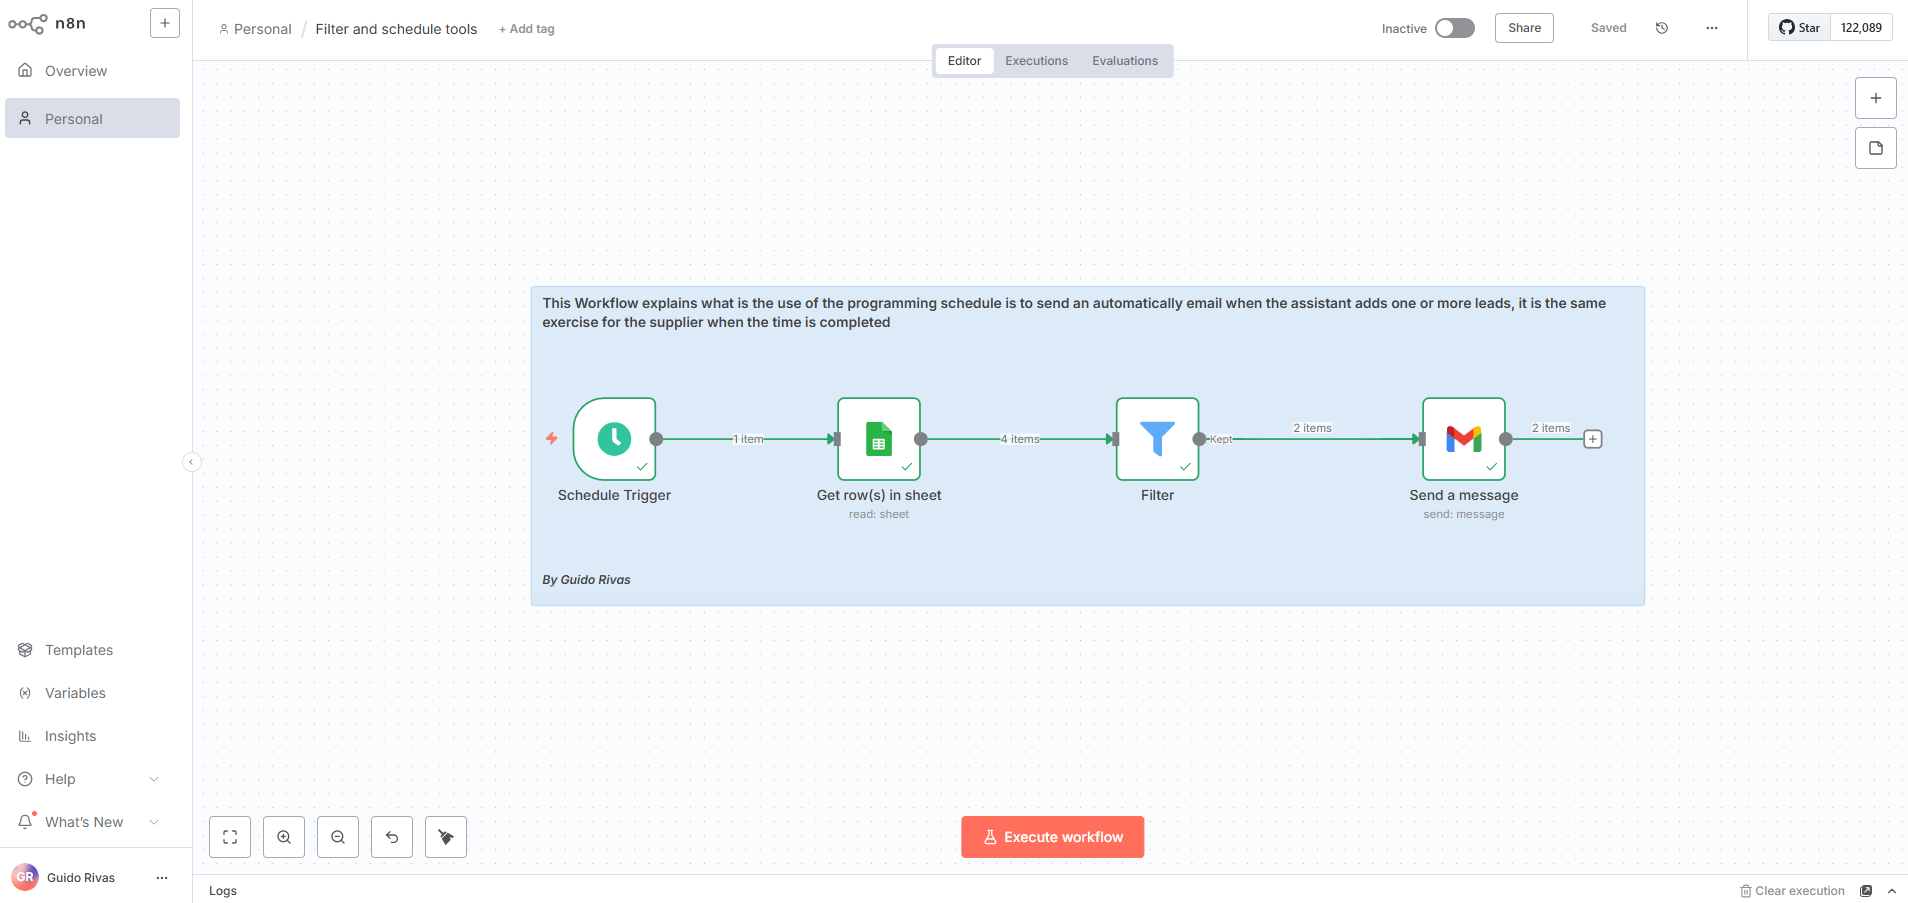 n8n
+
Overview
Personal
Templates
Variables
Insights
Help
What's New
GR
Guido Rivas
...
Personal / Filter and schedule tools + Add tag
Inactive
Share
Saved
...
Star 122,089
Editor Executions Evaluations
This Workflow explains what is the use of the programming schedule is to send an automatically email when the assistant adds one or more leads, it is the same
exercise for the supplier when the time is completed
1 item
4 items
Kept
2 items
2 items
Schedule Trigger
Get row(s) in sheet
read: sheet
Filter
Send a message
send: message
By Guido Rivas
Execute workflow
Logs
Clear execution